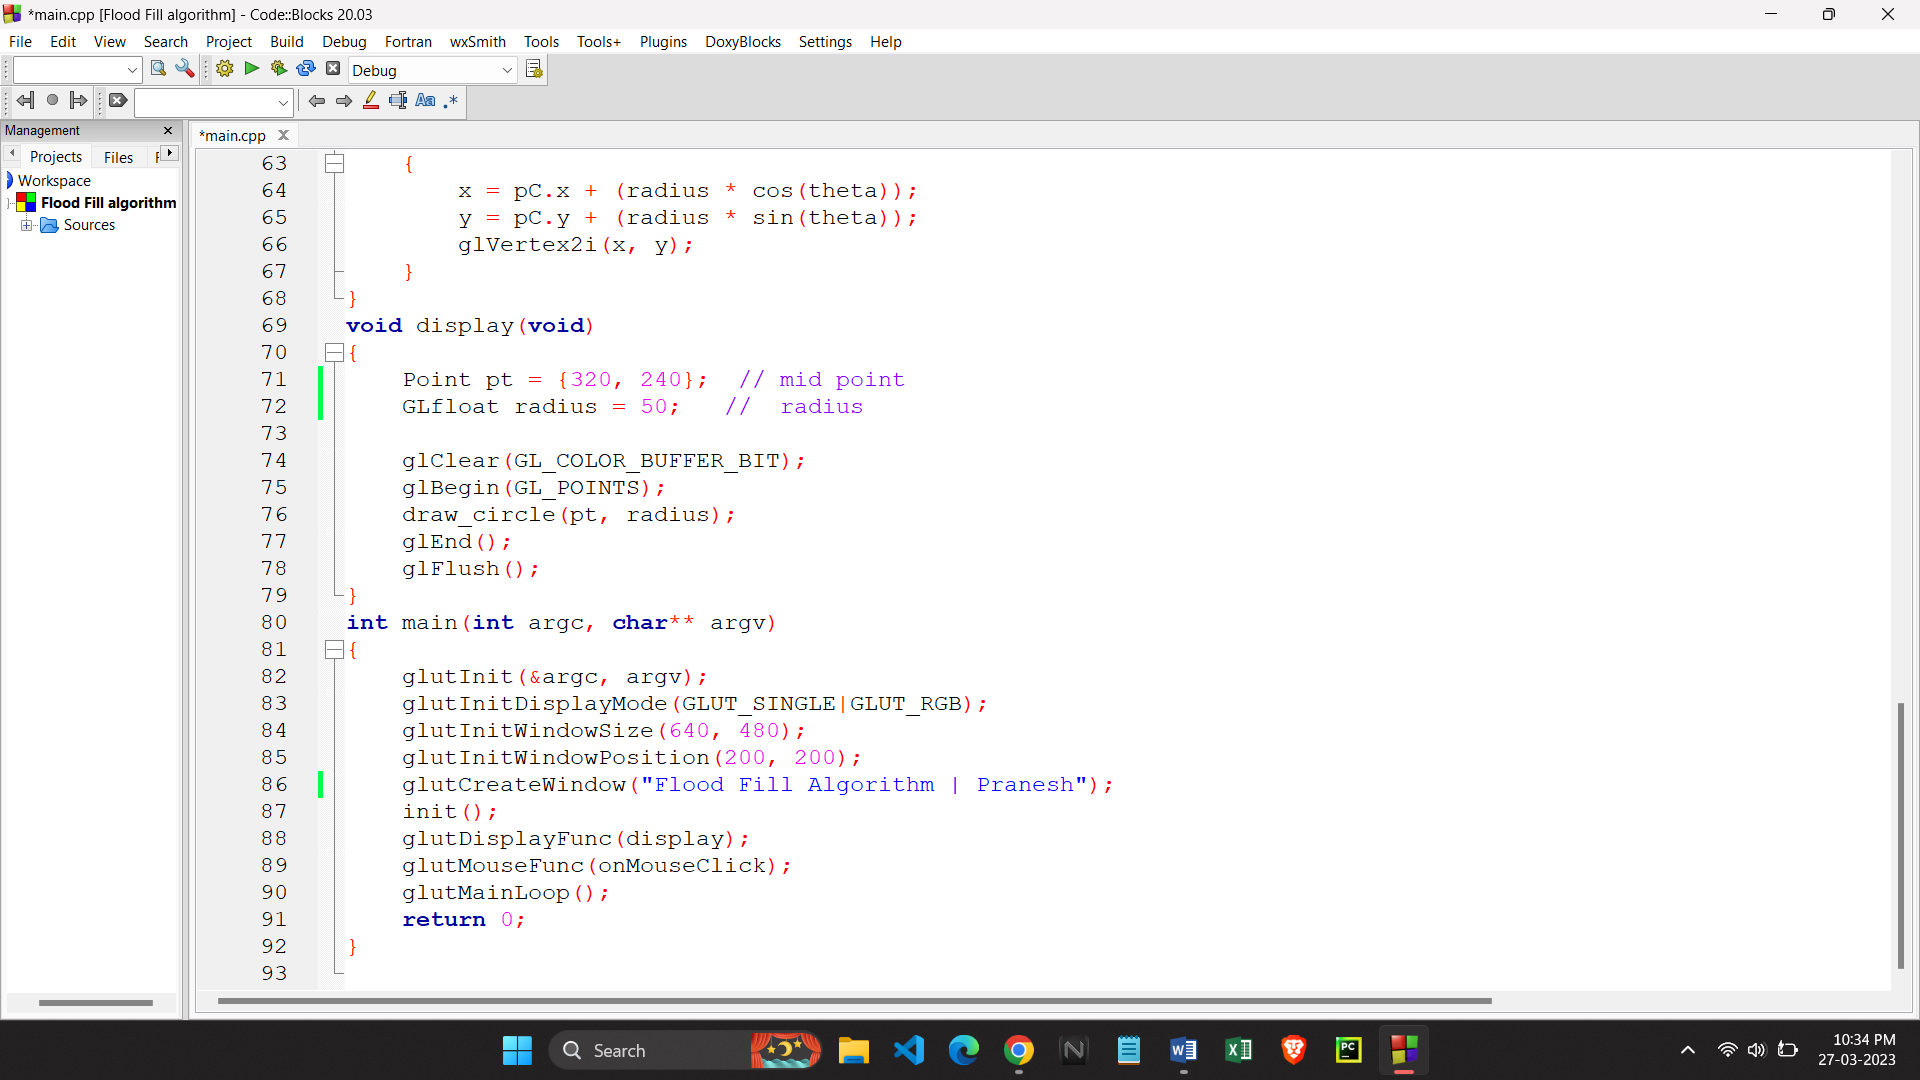 *main.cpp [Flood Fill algorithm] - Code::Blocks 20.03
File Edit View Search Project Build Debug Fortran wxSmith Tools Tools+ Plugins DoxyBlocks Settings Help
Debug
Aa .*
Management
*main.cpp
Projects Files
Workspace
Flood Fill algorithm
Sources
63 {
64 x = pC.x + (radius * cos(theta));
65 y = pC.y + (radius * sin(theta));
66 glVertex2i(x, y);
67 }
68 }
69 void display(void)
70 {
71 Point pt = {320, 240}; // mid point
72 GLfloat radius = 50; // radius
73
74 glClear(GL_COLOR_BUFFER_BIT);
75 glBegin(GL_POINTS);
76 draw_circle(pt, radius);
77 glEnd();
78 glFlush();
79 }
80 int main(int argc, char** argv)
81 {
82 glutInit(&argc, argv);
83 glutInitDisplayMode(GLUT_SINGLE|GLUT_RGB);
84 glutInitWindowSize(640, 480);
85 glutInitWindowPosition(200, 200);
86 glutCreateWindow("Flood Fill Algorithm | Pranesh");
87 init();
88 glutDisplayFunc(display);
89 glutMouseFunc(onMouseClick);
90 glutMainLoop();
91 return 0;
92 }
93
Search
PC
10:34 PM
27-03-2023